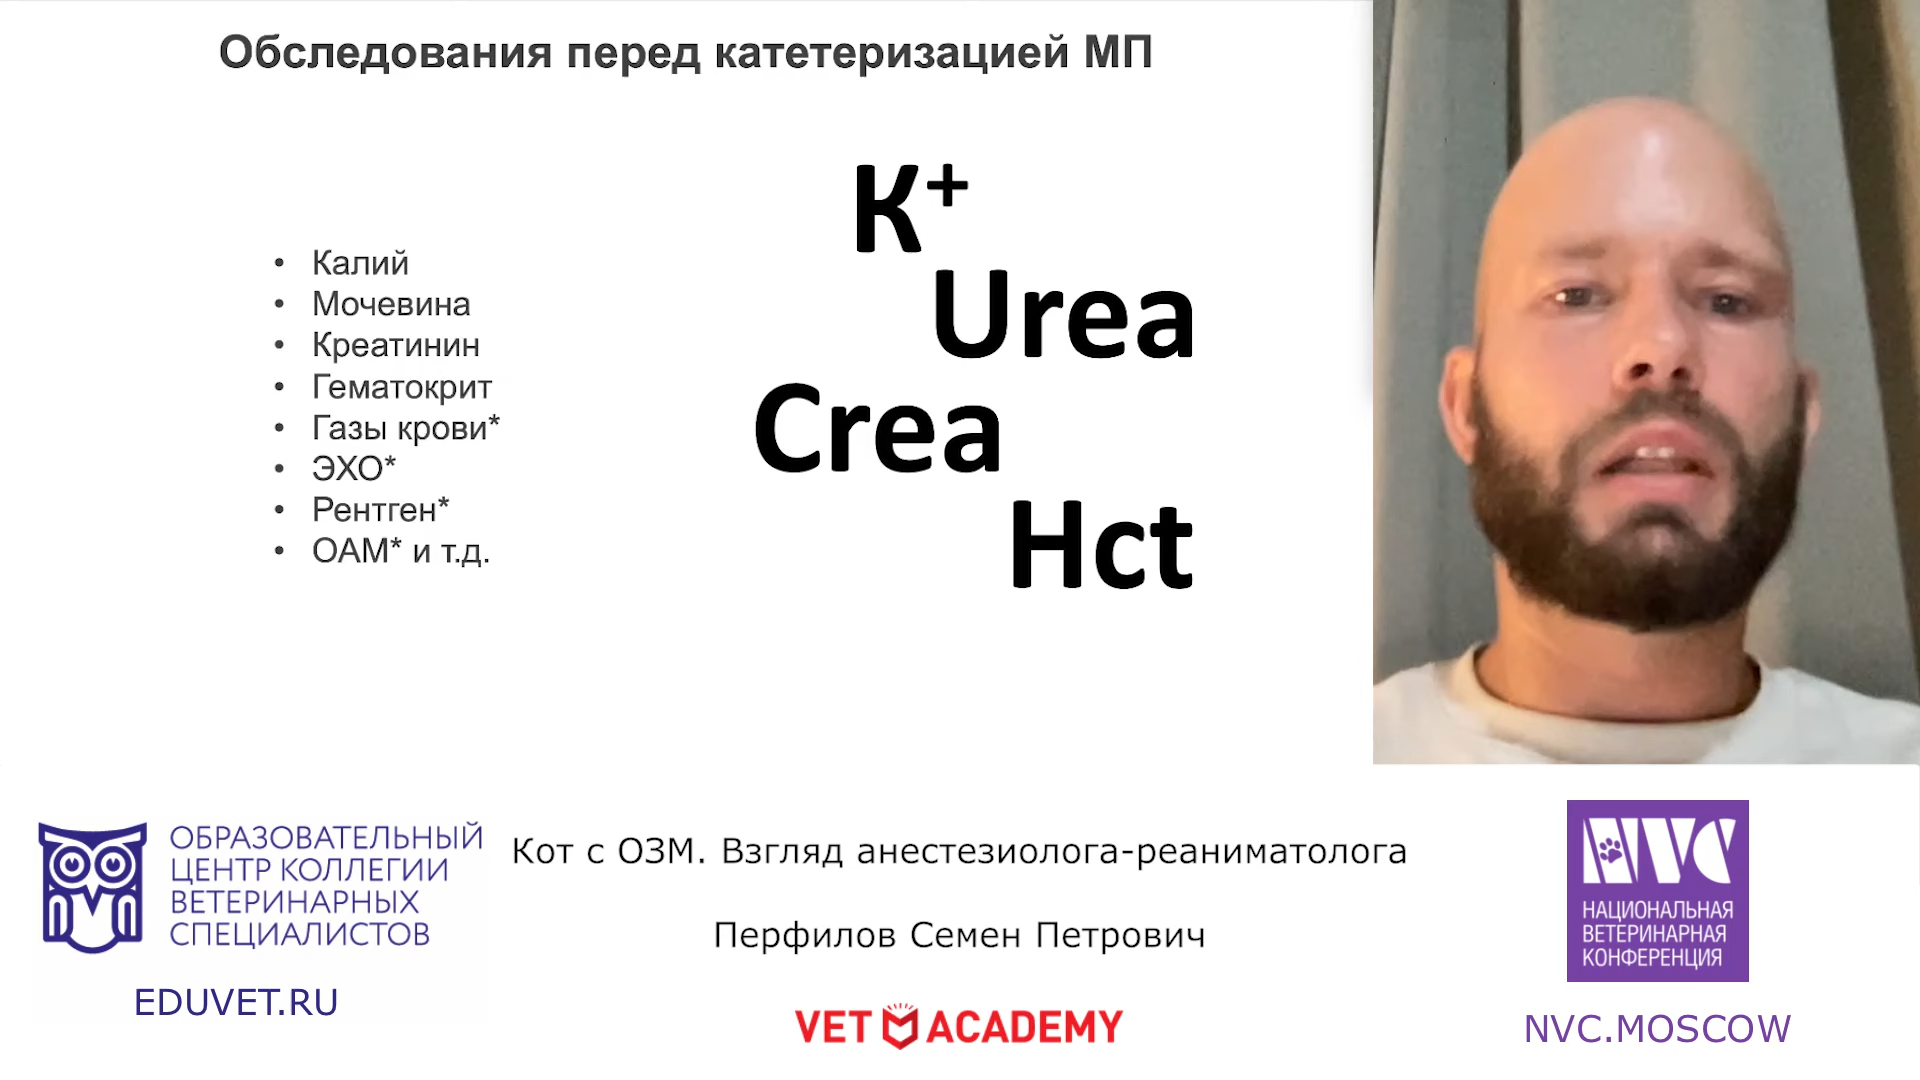 Обследования перед катетеризацией МП
• Калий
• Мочевина
• Креатинин
• Гематокрит
• Газы крови*
• ЭХО*
• Рентген*
• ОАМ* и т.д.
K⁺
Urea
Crea
Hct
ОБРАЗОВАТЕЛЬНЫЙ
ЦЕНТР КОЛЛЕГИИ
ВЕТЕРИНАРНЫХ
СПЕЦИАЛИСТОВ
EDUVET.RU
Кот с ОЗМ. Взгляд анестезиолога-реаниматолога
Перфилов Семен Петрович
VET ACADEMY
NVC
НАЦИОНАЛЬНАЯ
ВЕТЕРИНАРНАЯ
КОНФЕРЕНЦИЯ
NVC.MOSCOW